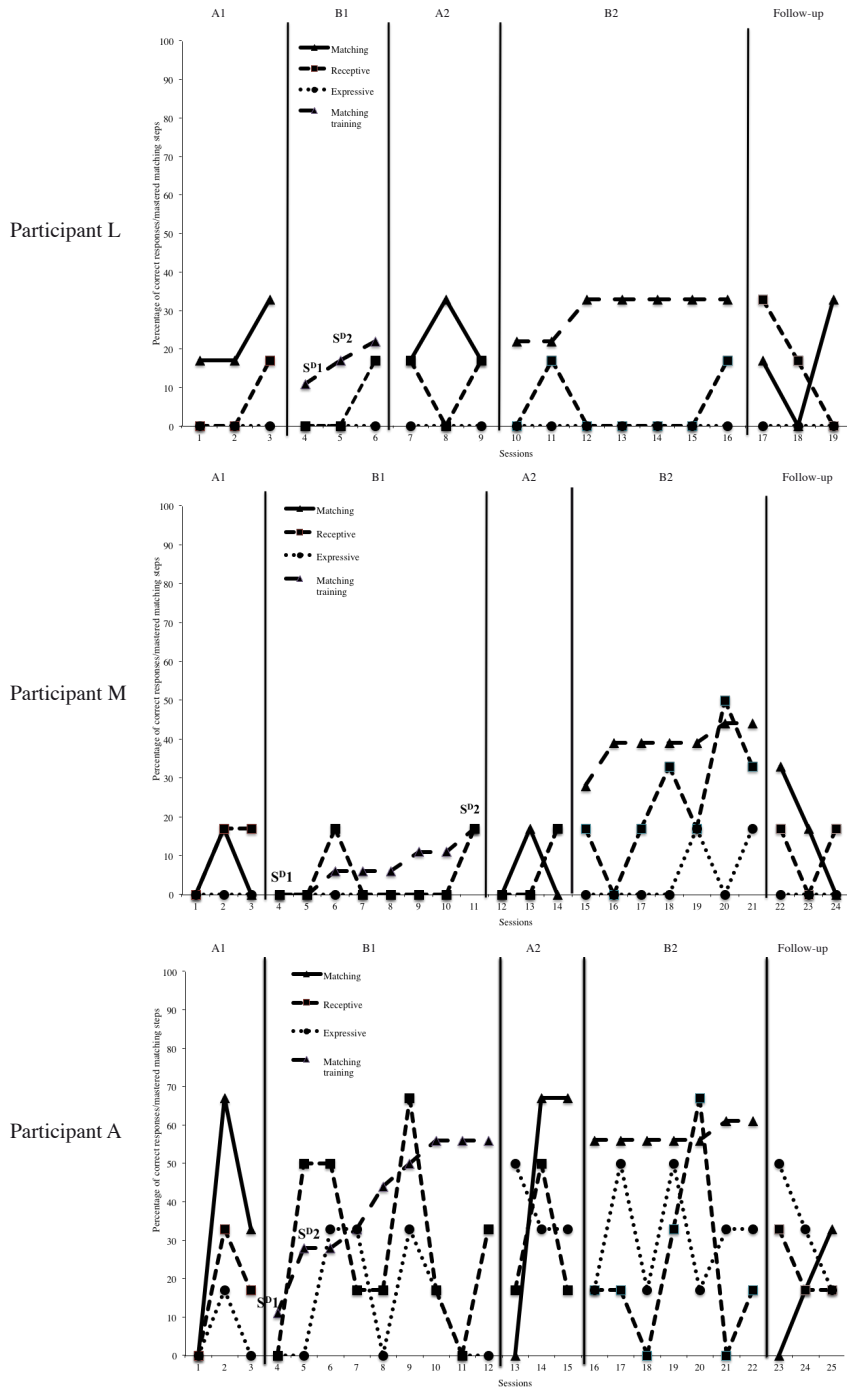 A1 B1 A2 B2 Follow-up
Participant L
Percentage of correct responses/mastered matching steps
100
90
80
70
60
50
40
30
20
10
0
Matching
Receptive
Expressive
Matching
training
SD1
SD2
1 2 3 4 5 6 7 8 9 10 11 12 13 14 15 16 17 18 19
Sessions
A1 B1 A2 B2 Follow-up
Participant M
Percentage of correct responses/mastered matching steps
100
90
80
70
60
50
40
30
20
10
0
Matching
Receptive
Expressive
Matching
training
SD1
SD2
1 2 3 4 5 6 7 8 9 10 11 12 13 14 15 16 17 18 19 20 21 22 23 24
Sessions
A1 B1 A2 B2 Follow-up
Participant A
Percentage of correct responses/mastered matching steps
100
90
80
70
60
50
40
30
20
10
0
Matching
Receptive
Expressive
Matching
training
SD1
SD2
1 2 3 4 5 6 7 8 9 10 11 12 13 14 15 16 17 18 19 20 21 22 23 24 25
Sessions